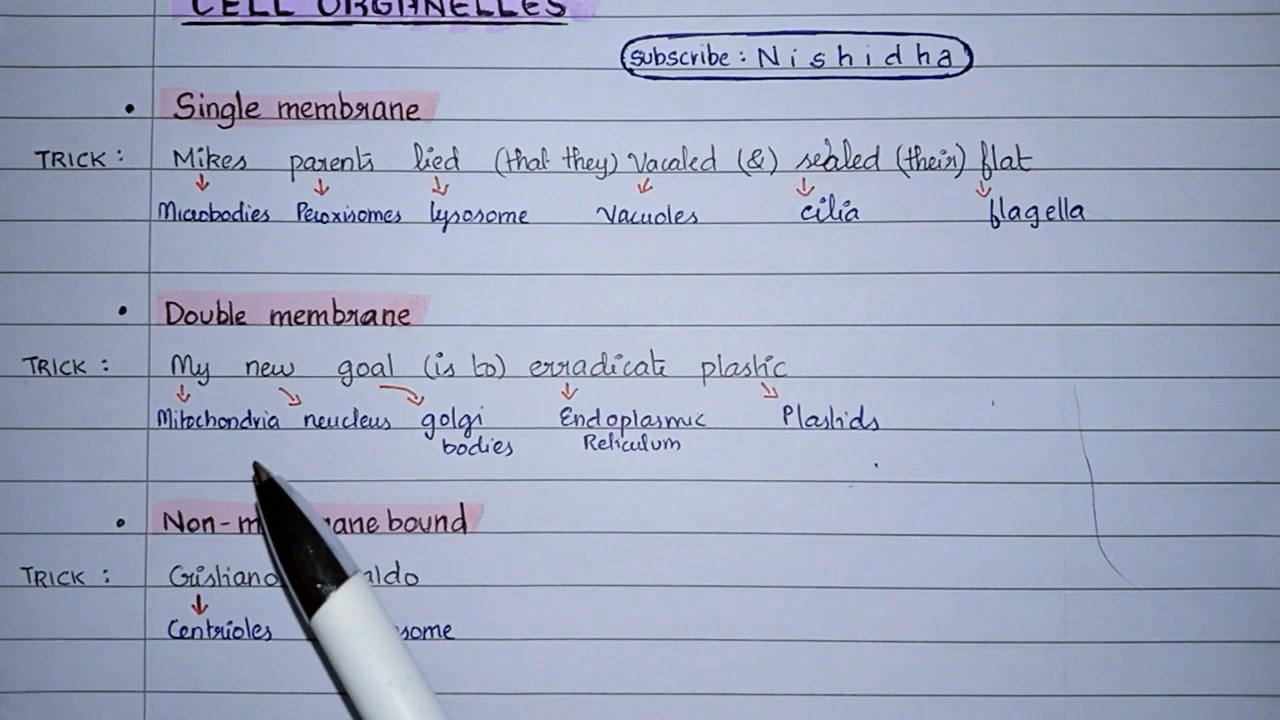 CELL ORGANELLES
subscribe: Nishidha
• Single membrane
TRICK: Mikes parents lied (that they) Vacaled (&) sealed (their) flat
Microbodies Peroxisomes lysosome Vacuoles cilia flagella
• Double membrane
TRICK: My new goal (is to) erradicate plastic
Mitochondria neucleus golgi Endoplasmic Plastids
bodies Reticulum
• Non-m ane bound
TRICK: Cristiano aldo
Centrioles some